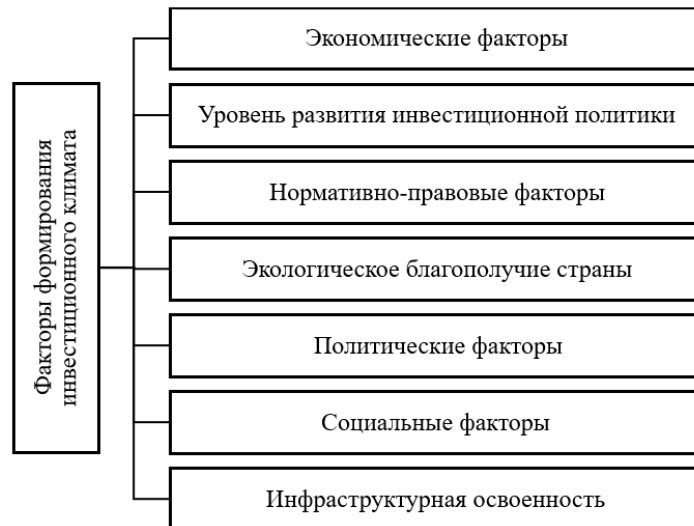 Факторы формирования
инвестиционного климата
Экономические факторы
Уровень развития инвестиционной политики
Нормативно-правовые факторы
Экологическое благополучие страны
Политические факторы
Социальные факторы
Инфраструктурная освоенность